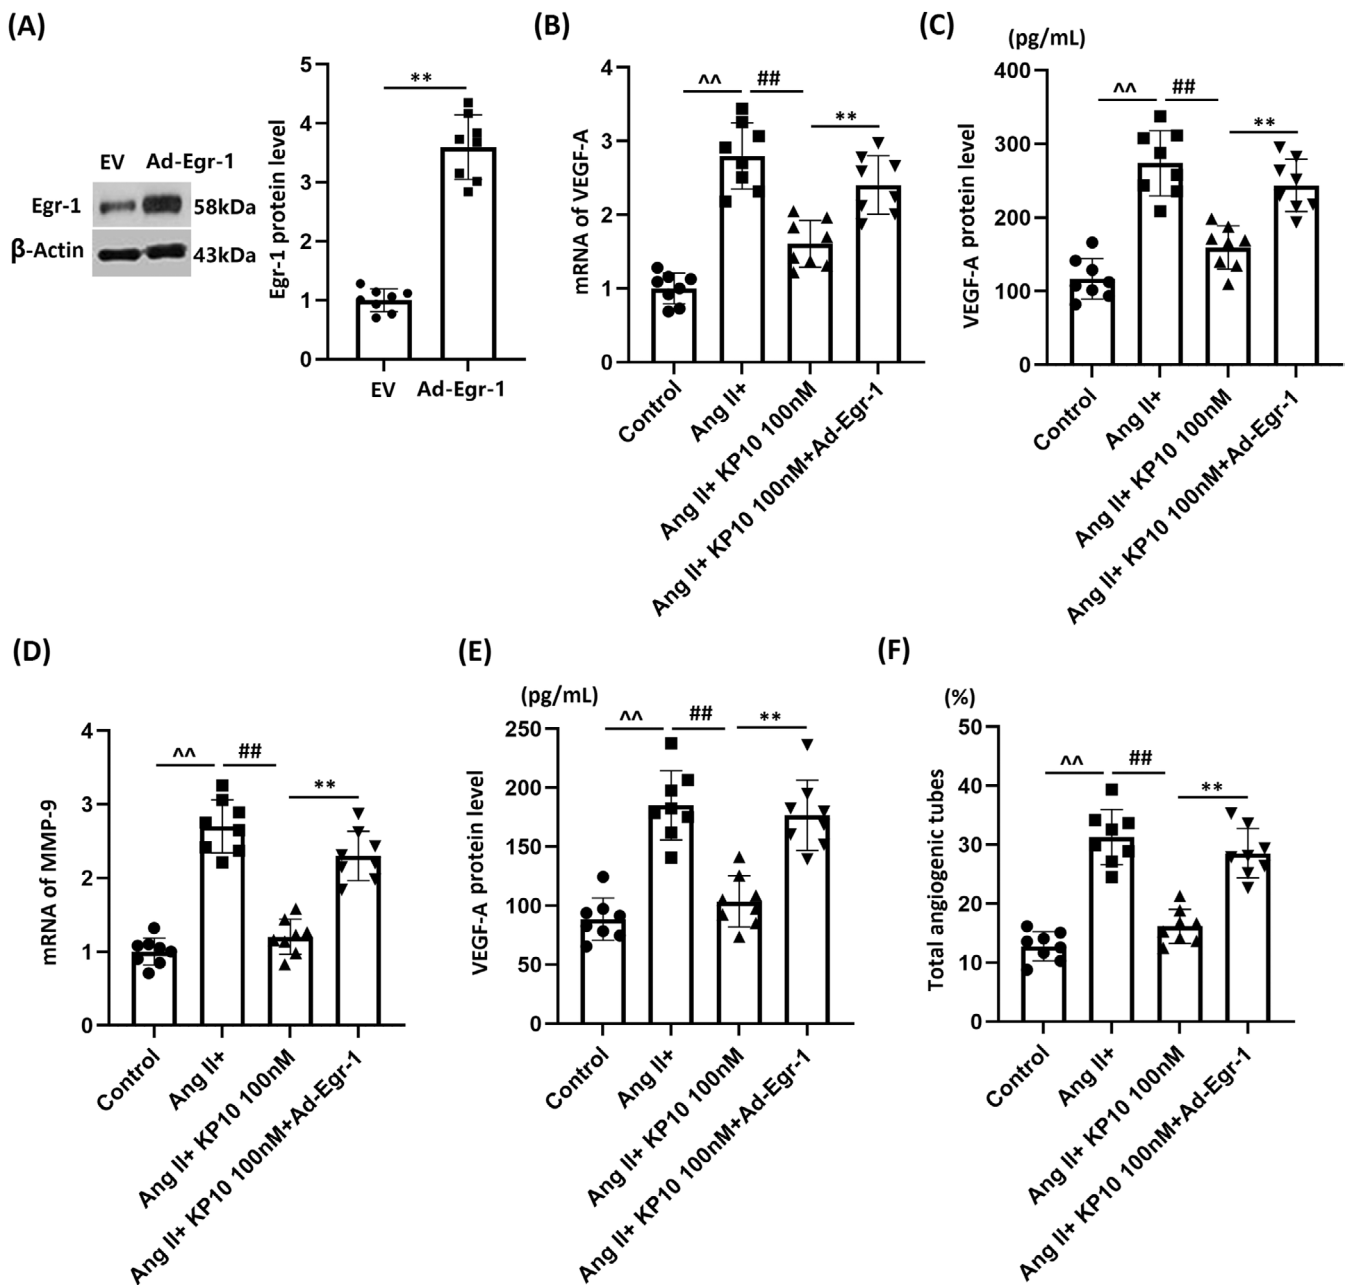 (A)
EV Ad-Egr-1
Egr-1 58kDa
β-Actin 43kDa
Egr-1 protein level
5
4
3
2
1
0
**
EV Ad-Egr-1
(B)
mRNA of VEGF-A
4
3
2
1
0
^^ ##
**
Control
Ang II+
Ang II+ KP10 100nM
Ang II+ KP10 100nM+Ad-Egr-1
(C)
(pg/mL)
VEGF-A protein level
400
300
200
100
0
^^ ##
**
Control
Ang II+
Ang II+ KP10 100nM
Ang II+ KP10 100nM+Ad-Egr-1
(D)
mRNA of MMP-9
4
3
2
1
0
^^ ##
**
Control
Ang II+
Ang II+ KP10 100nM
Ang II+ KP10 100nM+Ad-Egr-1
(E)
(pg/mL)
VEGF-A protein level
250
200
150
100
50
0
^^ ## **
Control
Ang II+
Ang II+ KP10 100nM
Ang II+ KP10 100nM+Ad-Egr-1
(F)
(%)
Total angiogenic tubes
50
40
30
20
10
0
^^ ##
**
Control
Ang II+
Ang II+ KP10 100nM
Ang II+ KP10 100nM+Ad-Egr-1